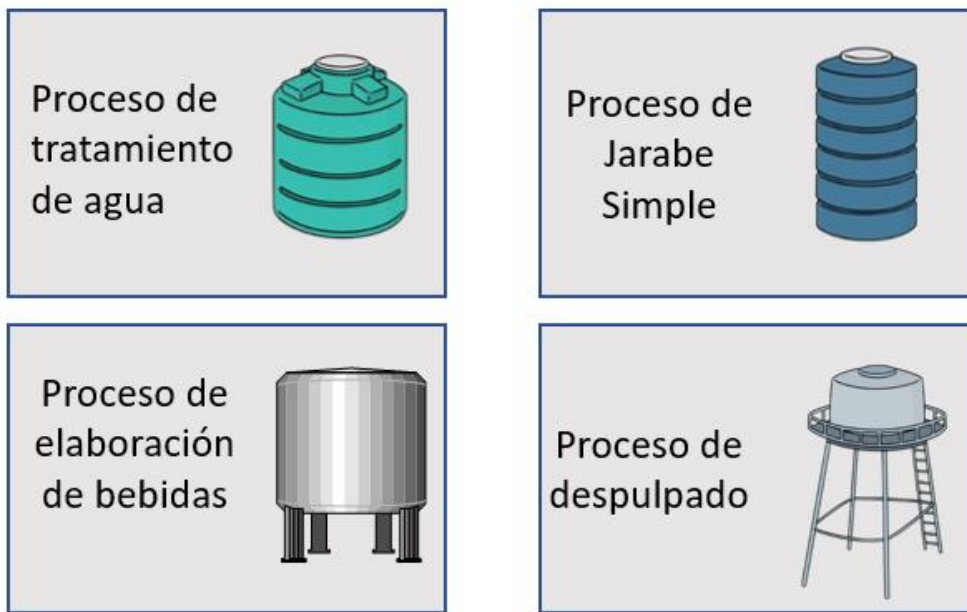 Proceso de
tratamiento
de agua
Proceso de
Jarabe
Simple
Proceso de
elaboración
de bebidas
Proceso de
despulpado